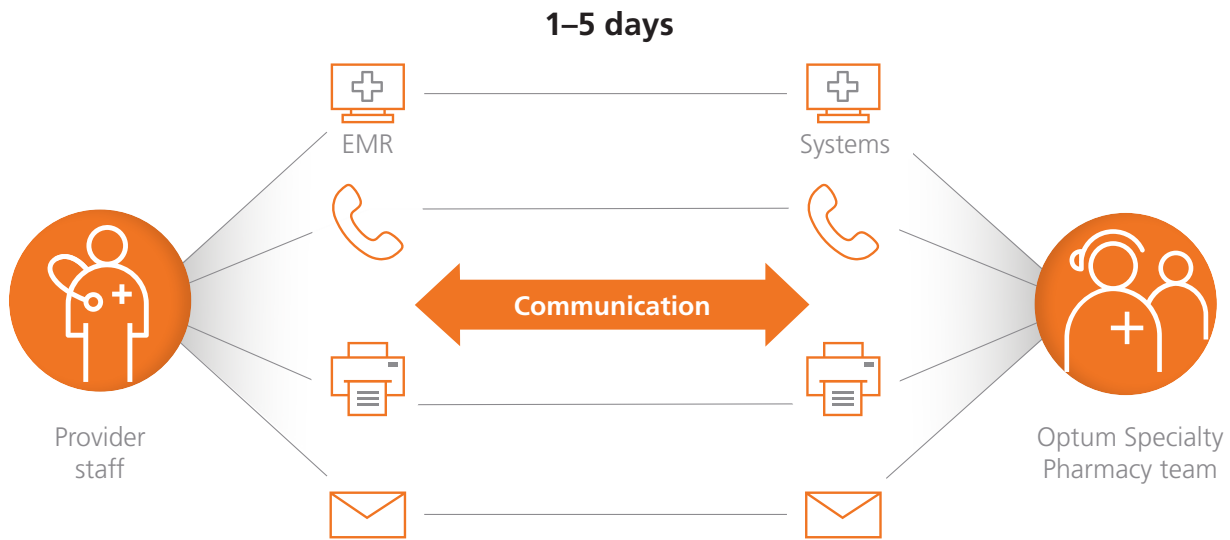 1–5 days
EMR
Systems
Communication
Provider
staff
Optum Specialty
Pharmacy team